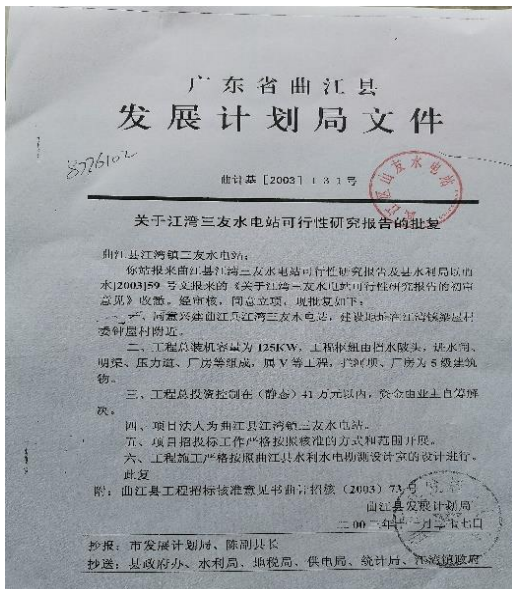 广东省曲江县
发展计划局文件
8776102
曲计基［2003］131号
关于江湾三友水电站可行性研究报告的批复
曲江县江湾镇三友水电站：
你站报来曲江县江湾三友水电站可行性研究报告及县水利局以曲
水[2003]59 号文报来的《关于江湾三友水电站可行性研究报告的初审
意见》收悉。经审核，同意立项，现批复如下：
一、同意兴建曲江县江湾三友水电站，建设地址在江湾镇梁屋村
委钟屋村附近。
二、工程总装机容量为 125KW，工程枢纽由挡水陂头，进水闸、
明渠、压力道、厂房等组成，属 V 等工程，拦河坝、厂房为 5 级建筑
物。
三、工程总投资控制在（静态）41 万元以内，资金由业主自筹解
决。
四、项目法人为曲江县江湾镇三友水电站。
五、项目招投标工作严格按照核准的方式和范围开展。
六、工程施工严格按照曲江县水利水电勘测设计室的设计进行。
此复
附：曲江县工程招标核准意见书曲计招核（2003）73 号
曲江县发展计划局
抄报：市发展计划局、陈副县长
抄送：县政府办、水利局、地税局、供电局、统计局、江湾镇政府